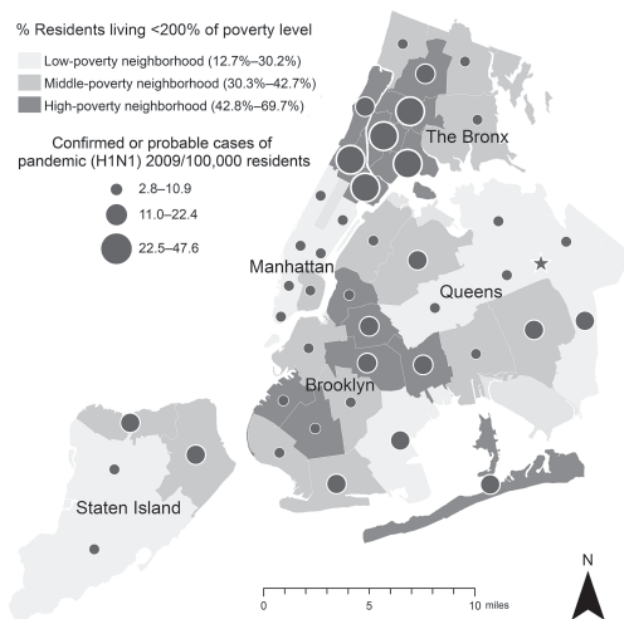 % Residents living <200% of poverty level
Low-poverty neighborhood (12.7%–30.2%)
Middle-poverty neighborhood (30.3%–42.7%)
High-poverty neighborhood (42.8%–69.7%)
Confirmed or probable cases of
pandemic (H1N1) 2009/100,000 residents
2.8–10.9
11.0–22.4
22.5–47.6
The Bronx
Manhattan
Queens
Brooklyn
Staten Island
N
0 5 10 miles